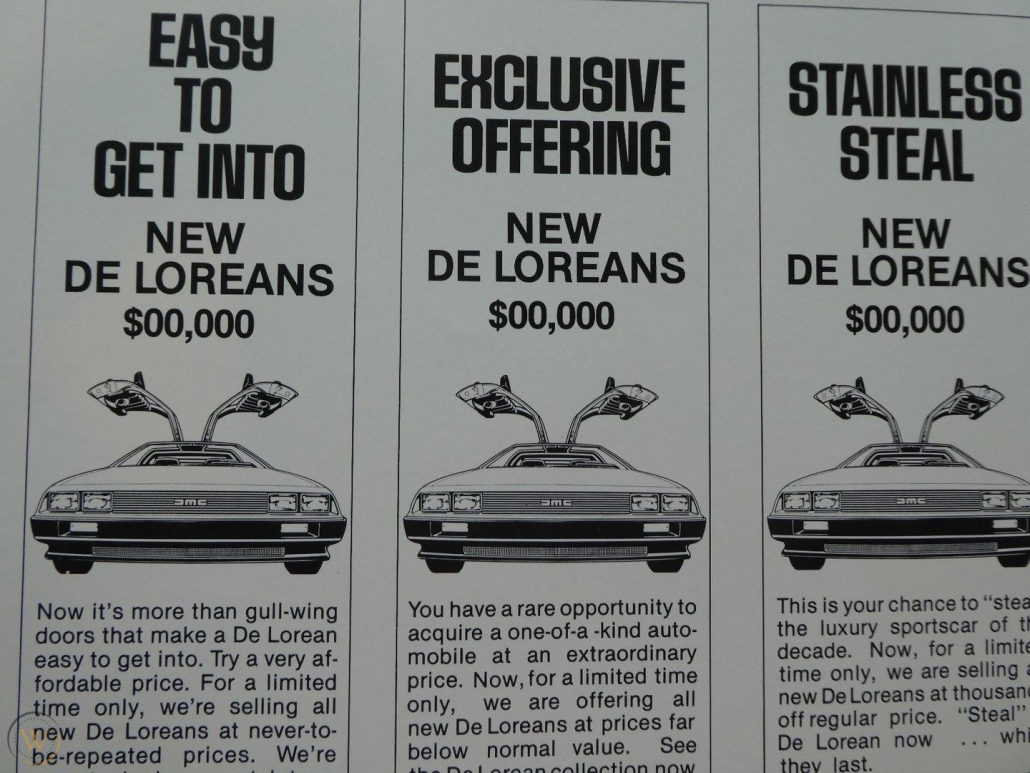 EASY
TO
GET INTO
NEW
DE LOREANS
$00,000
DMC
Now it's more than gull-wing
doors that make a De Lorean
easy to get into. Try a very af-
fordable price. For a limited
time only, we're selling all
new De Loreans at never-to-
be-repeated prices. We're
EXCLUSIVE
OFFERING
NEW
DE LOREANS
$00,000
DMC
You have a rare opportunity to
acquire a one-of-a -kind auto-
mobile at an extraordinary
price. Now, for a limited time
only, we are offering all
new De Loreans at prices far
below normal value. See
the De Lorean collection now
STAINLESS
STEAL
NEW
DE LOREANS
$00,000
DMC
This is your chance to "stea
the luxury sportscar of th
decade. Now, for a limite
time only, we are selling a
new De Loreans at thousan
off regular price. "Steal"
De Lorean now ... whi
they last.
W